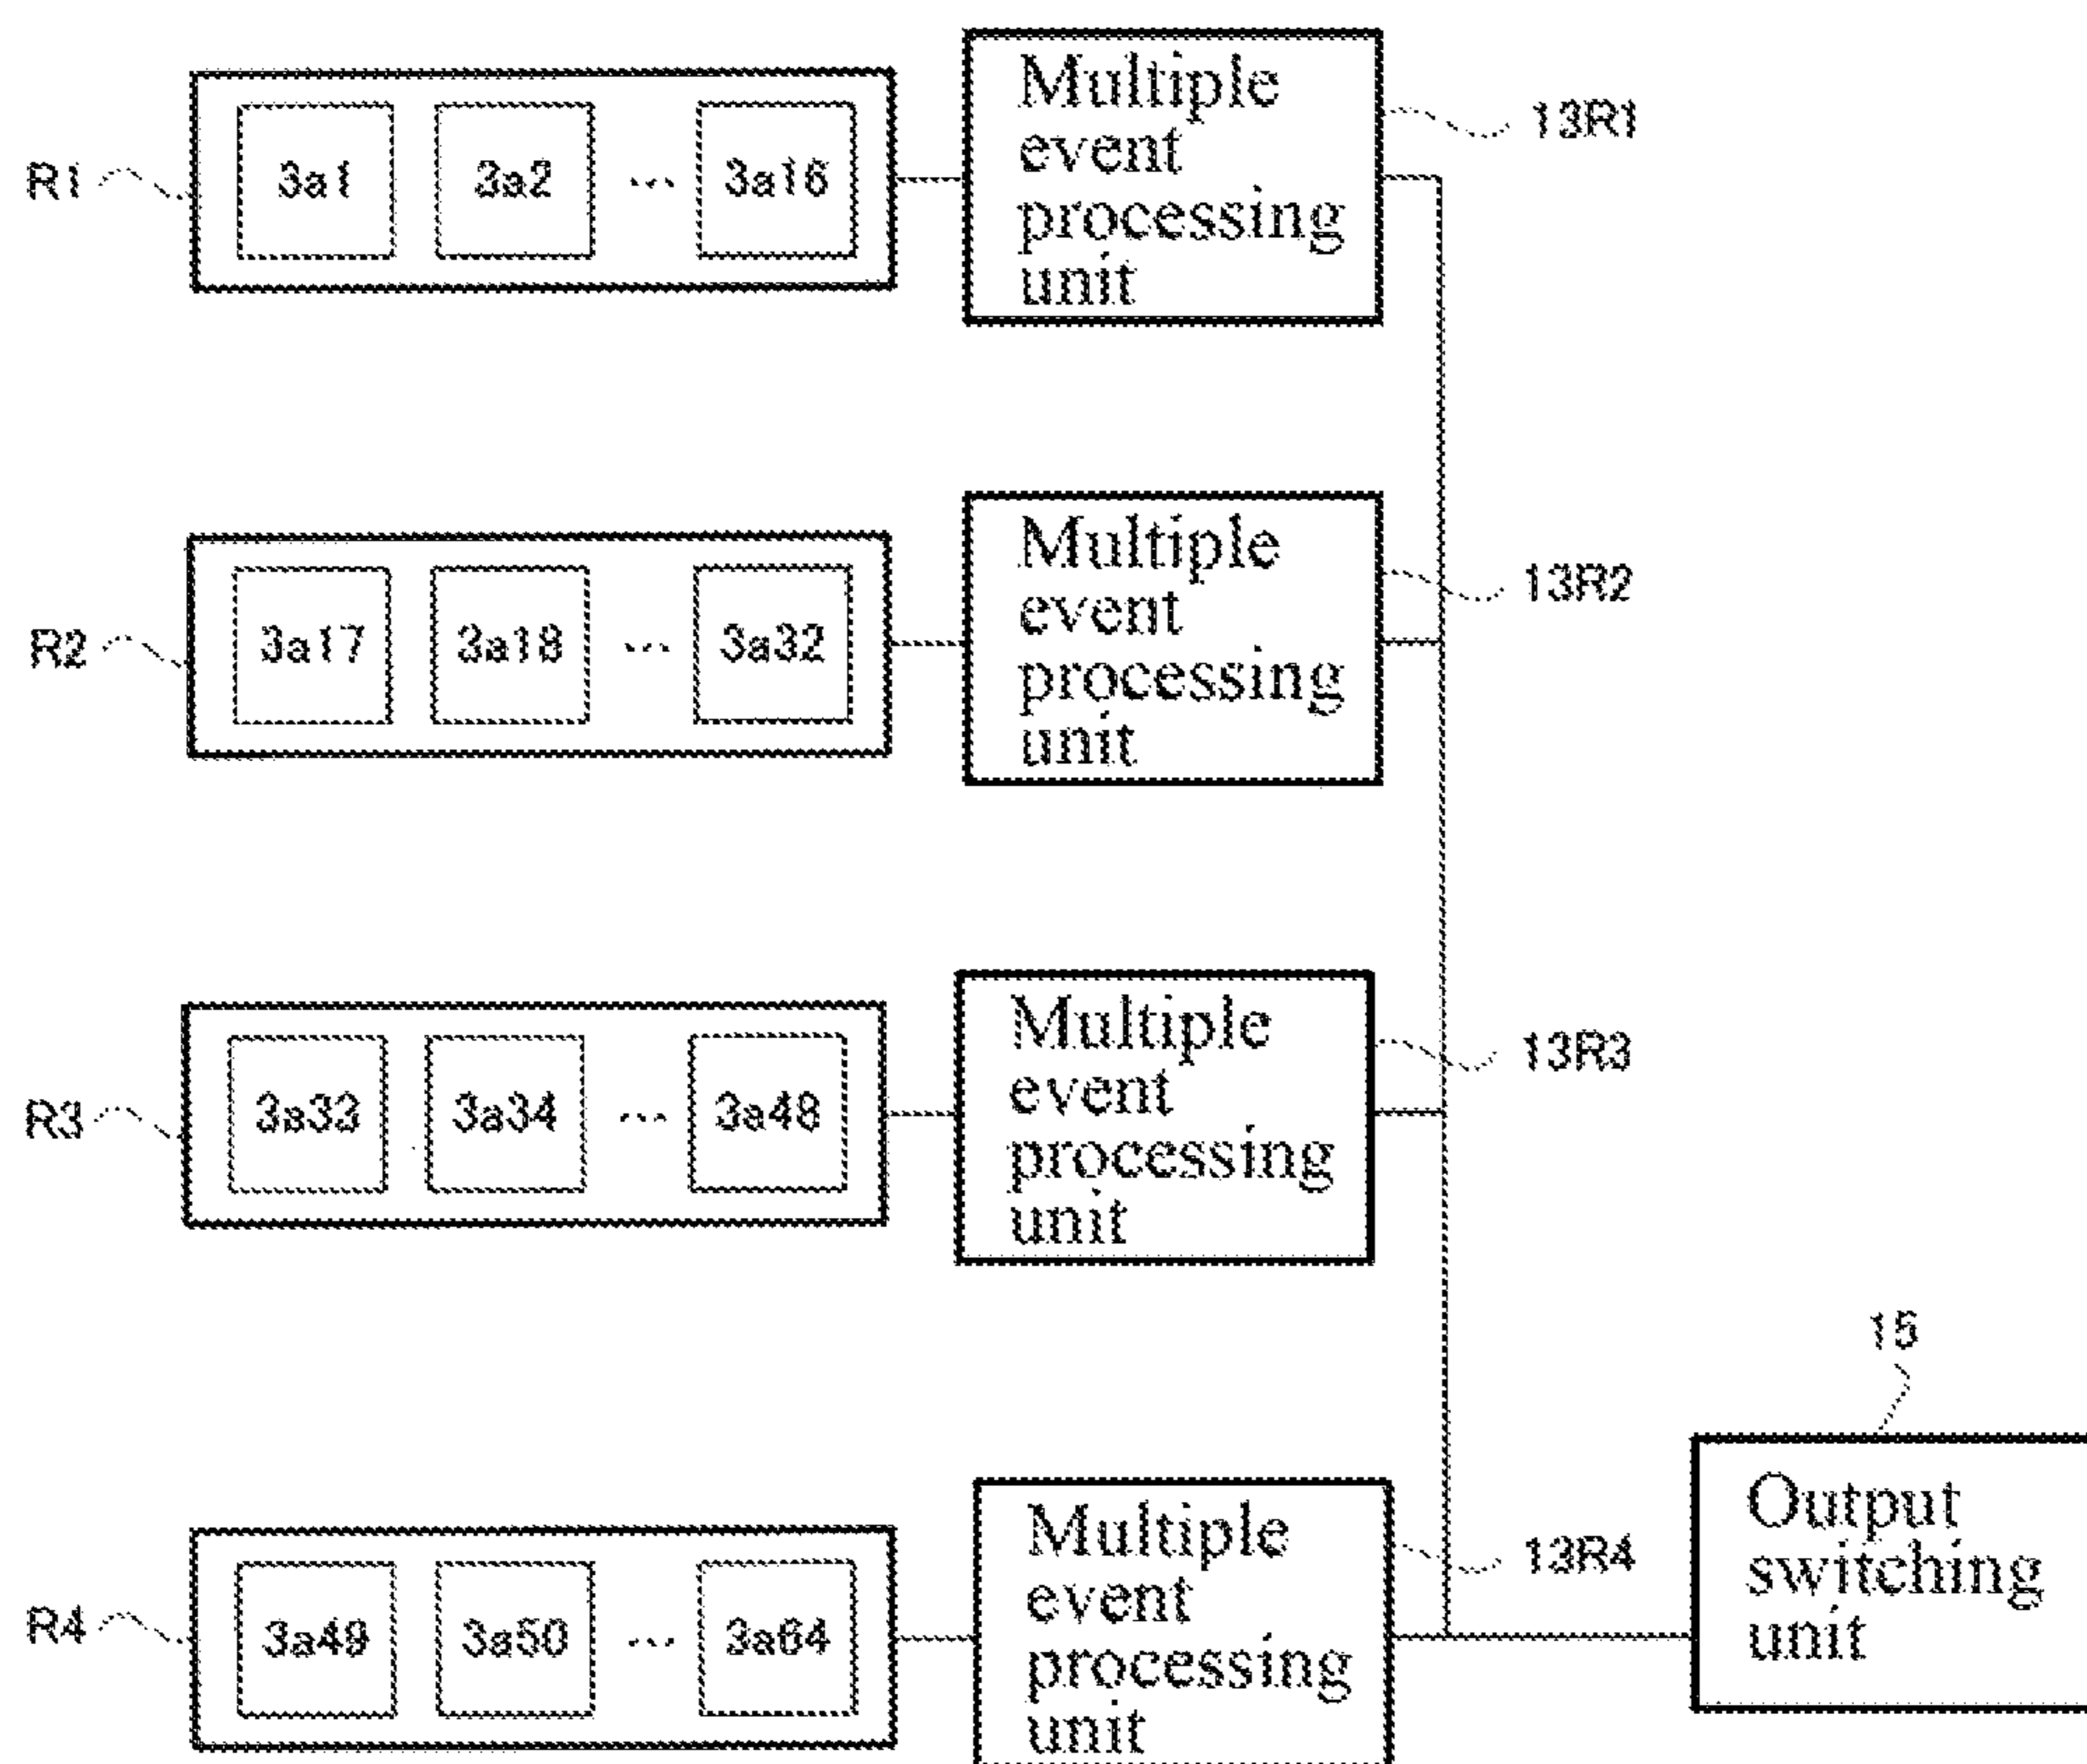 Multiple
event
processing
unit
13R1
R1
3a1 3a2 ... 3a16
Multiple
event
processing
unit
13R2
R2
3a17 3a18 ... 3a32
Multiple
event
processing
unit
13R3
R3
3a33 3a34 ... 3a48
15
Multiple
event
processing
unit
13R4
R4
3a49 3a50 ... 3a64
Output
switching
unit